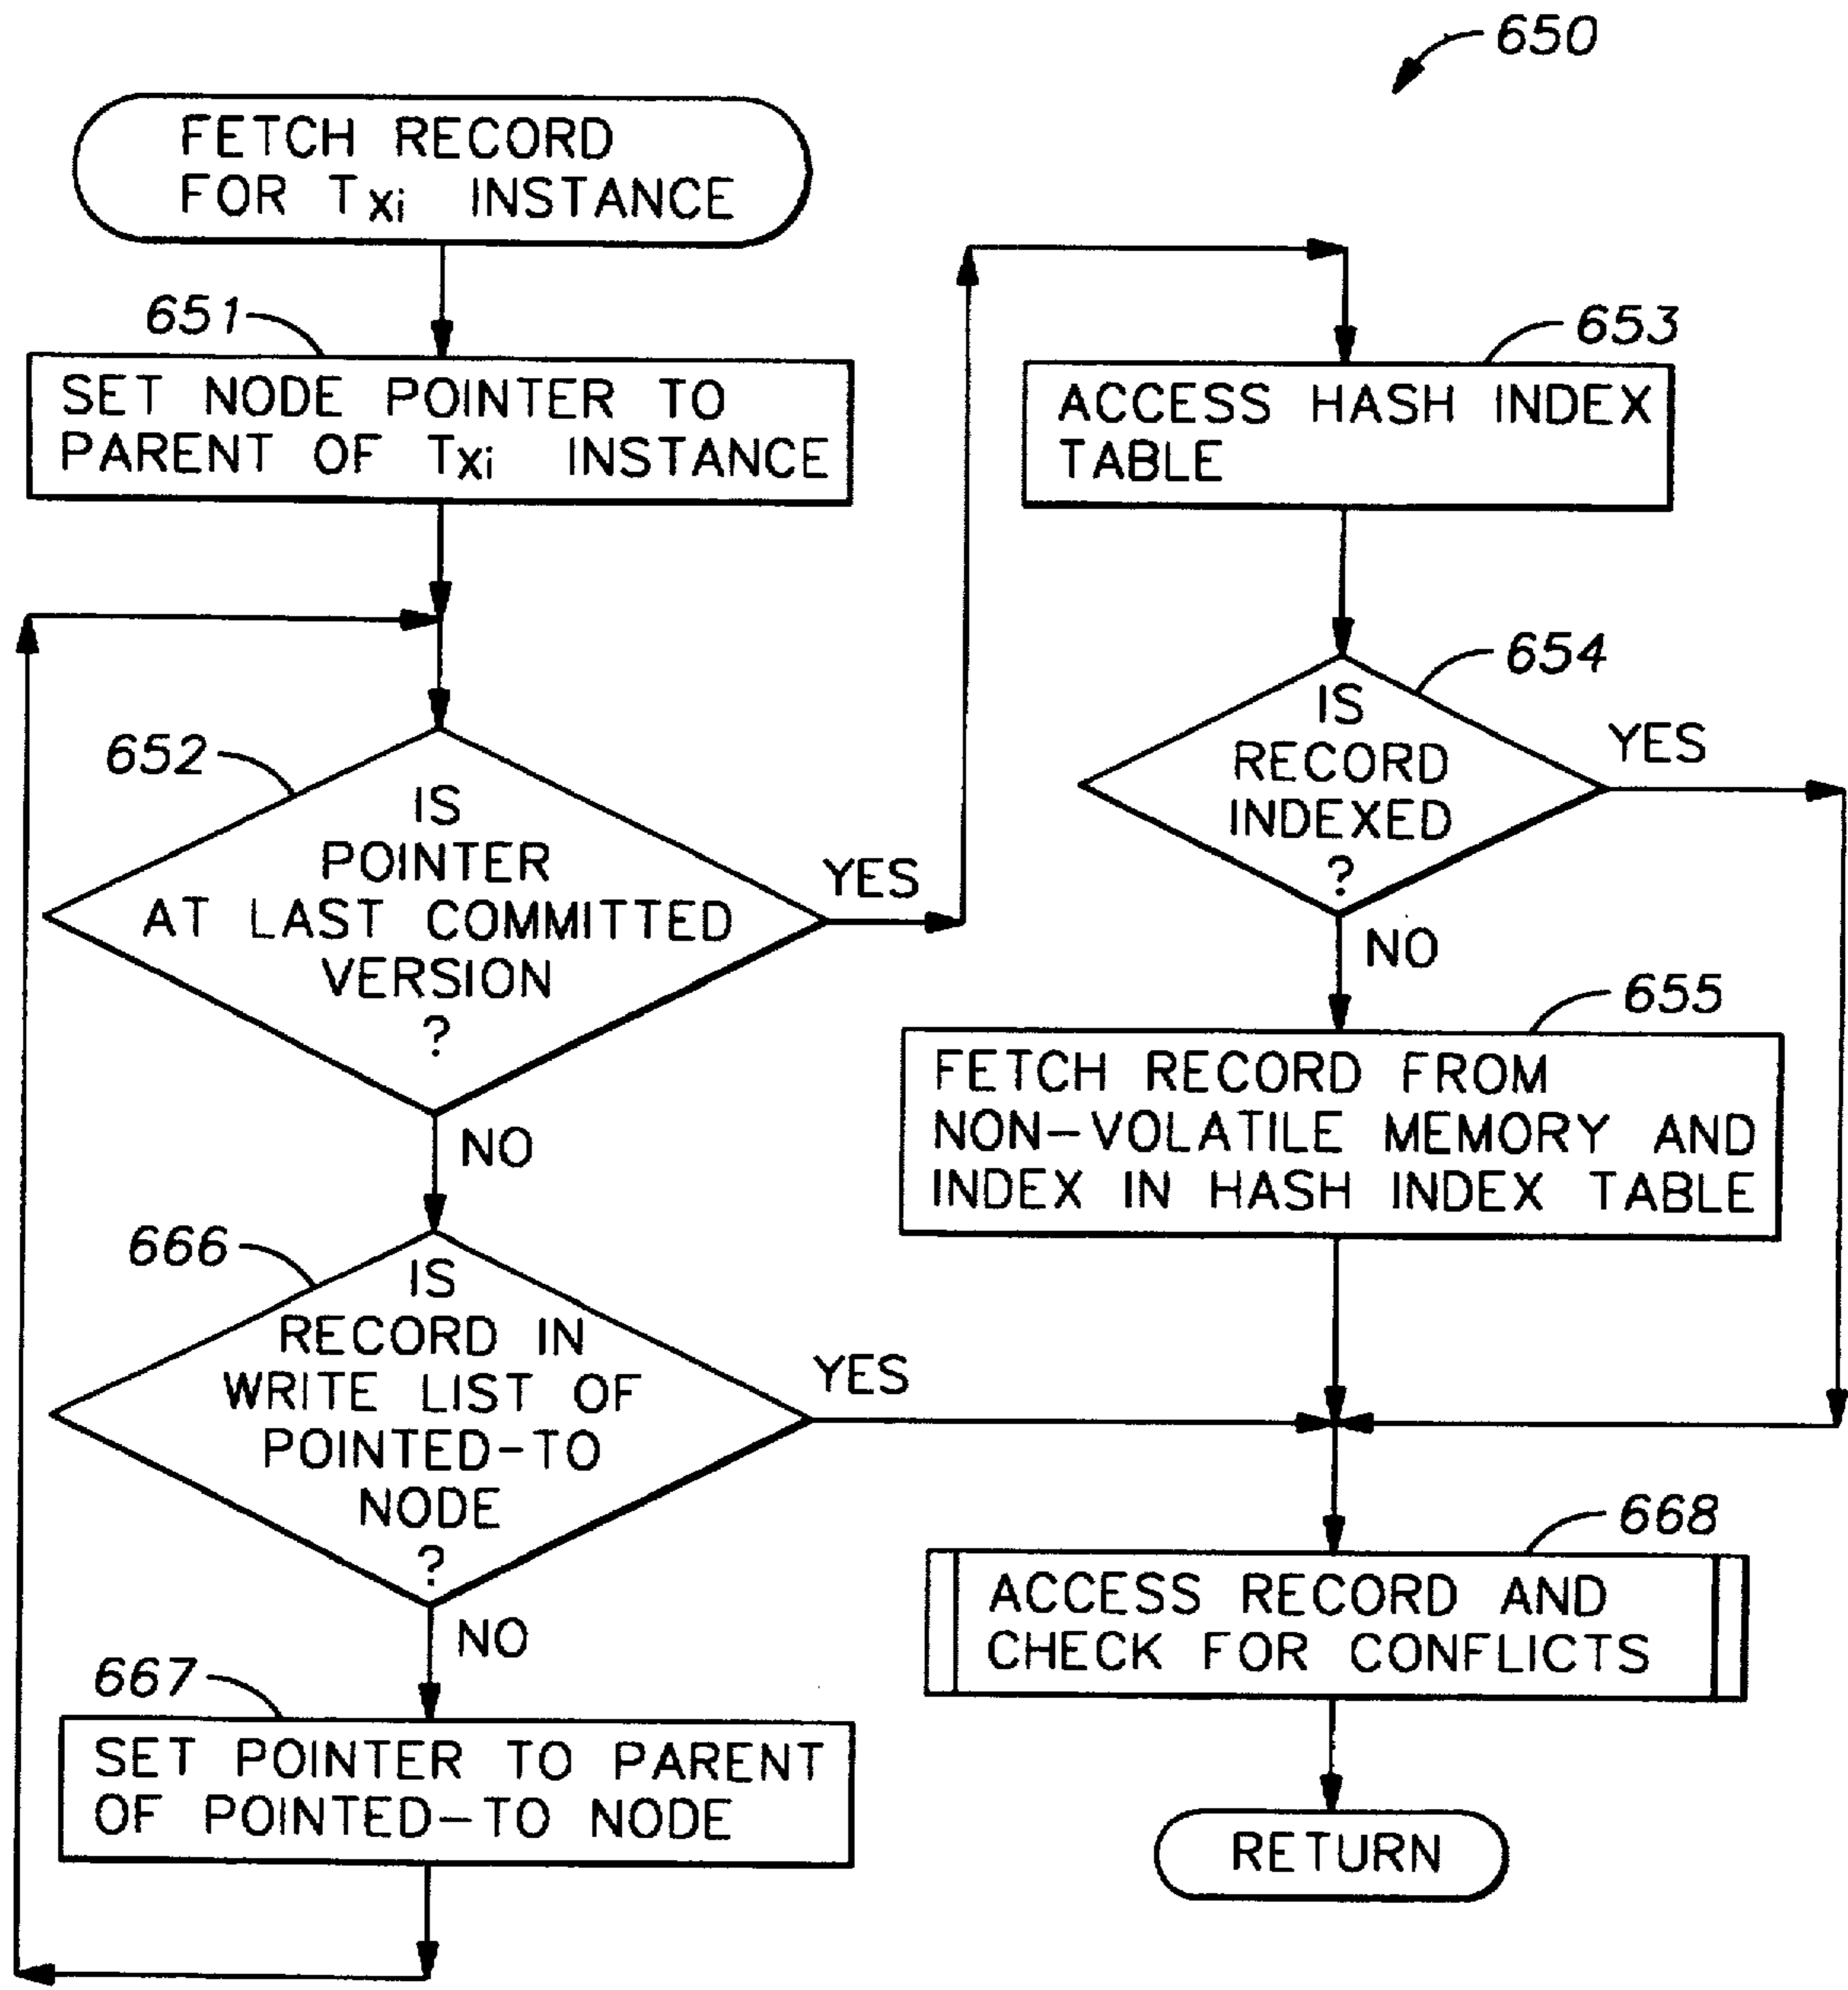 650
FETCH RECORD
FOR Txi INSTANCE
651
SET NODE POINTER TO
PARENT OF Txi INSTANCE
652
IS
POINTER
AT LAST COMMITTED
VERSION
?
YES
NO
666
IS
RECORD IN
WRITE LIST OF
POINTED-TO
NODE
?
YES
NO
667
SET POINTER TO PARENT
OF POINTED-TO NODE
653
ACCESS HASH INDEX
TABLE
654
IS
RECORD
INDEXED
?
YES
NO
655
FETCH RECORD FROM
NON-VOLATILE MEMORY AND
INDEX IN HASH INDEX TABLE
668
ACCESS RECORD AND
CHECK FOR CONFLICTS
RETURN